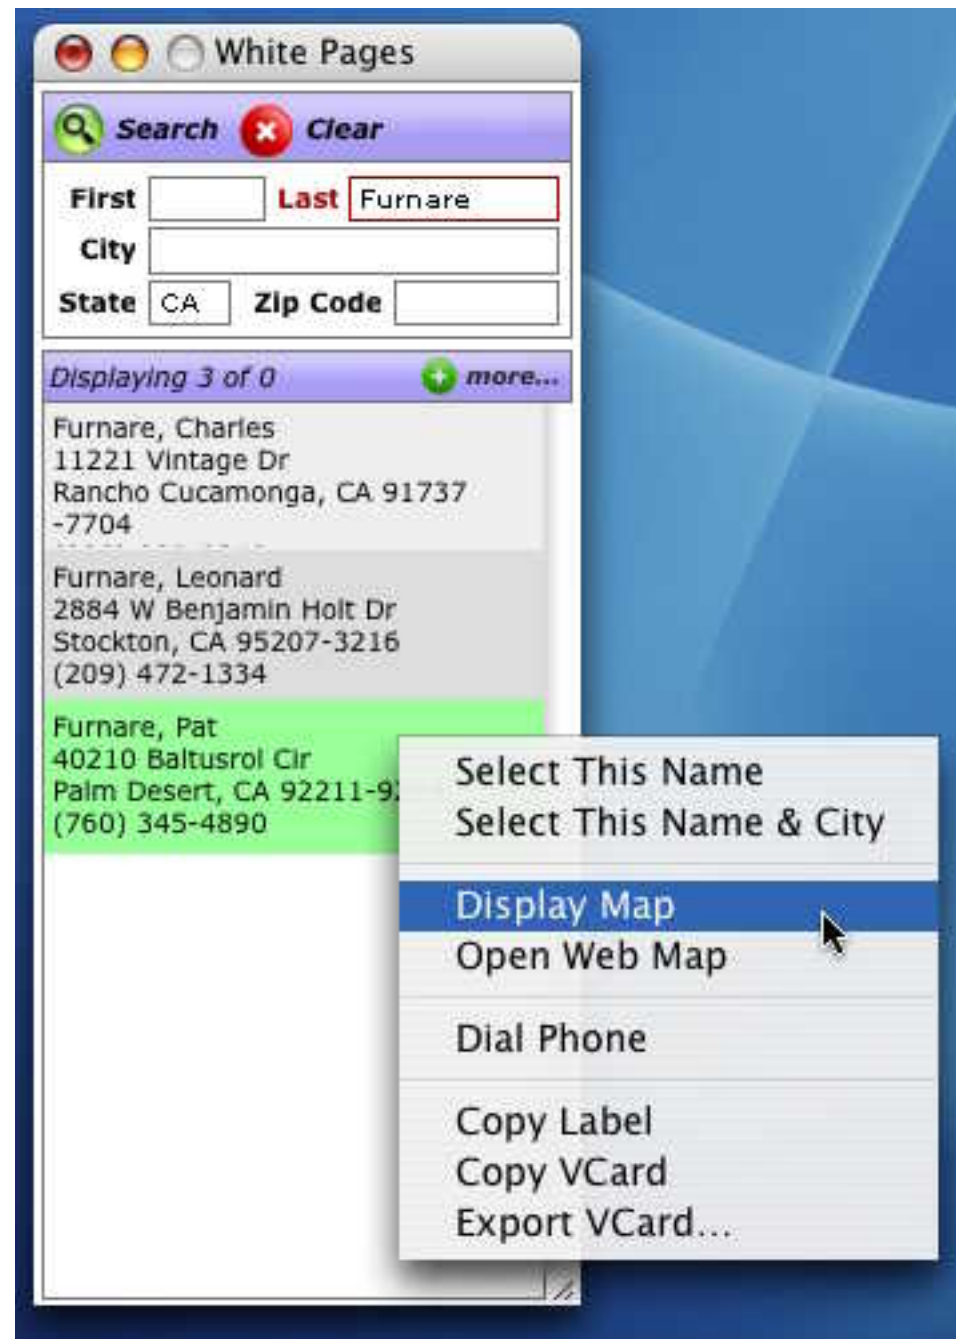 White Pages
Search Clear
First Last Furnare
City
State CA Zip Code
Displaying 3 of 0 more...
Furnare, Charles
11221 Vintage Dr
Rancho Cucamonga, CA 91737
-7704
Furnare, Leonard
2884 W Benjamin Holt Dr
Stockton, CA 95207-3216
(209) 472-1334
Furnare, Pat
40210 Baltusrol Cir
Palm Desert, CA
(760) 345-4890
Select This Name
Select This Name & City
Display Map
Open Web Map
Dial Phone
Copy Label
Copy VCard
Export VCard...